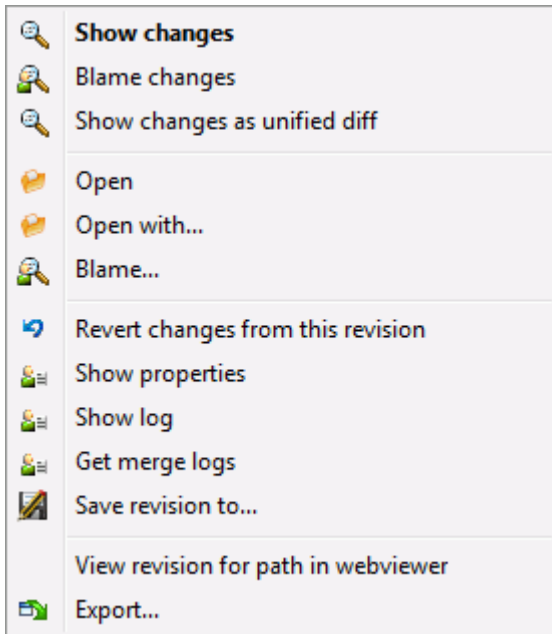 Show changes
Blame changes
Show changes as unified diff
Open
Open with...
Blame...
Revert changes from this revision
Show properties
Show log
Get merge logs
Save revision to...
View revision for path in webviewer
Export...